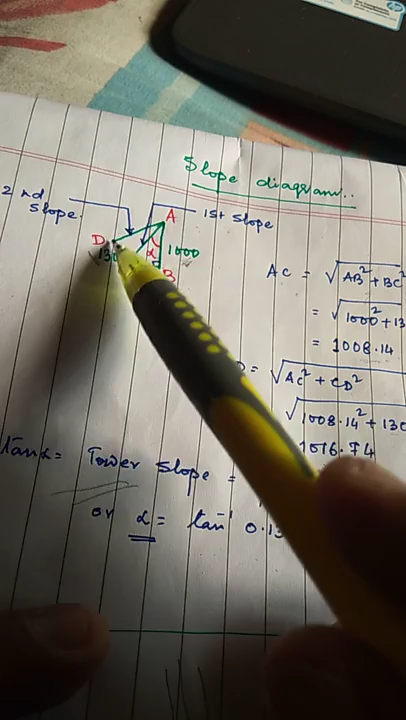 Slope diagram..
2nd slope.
1st slope
A
D
1000
α
B
AC = √AB² + BC²
= √1000² + 13
= 1008.14
= √AC² + CD²
√1008.14² + 130
1016.74
tanα = Tower slope =
or α = tan⁻¹ 0.13